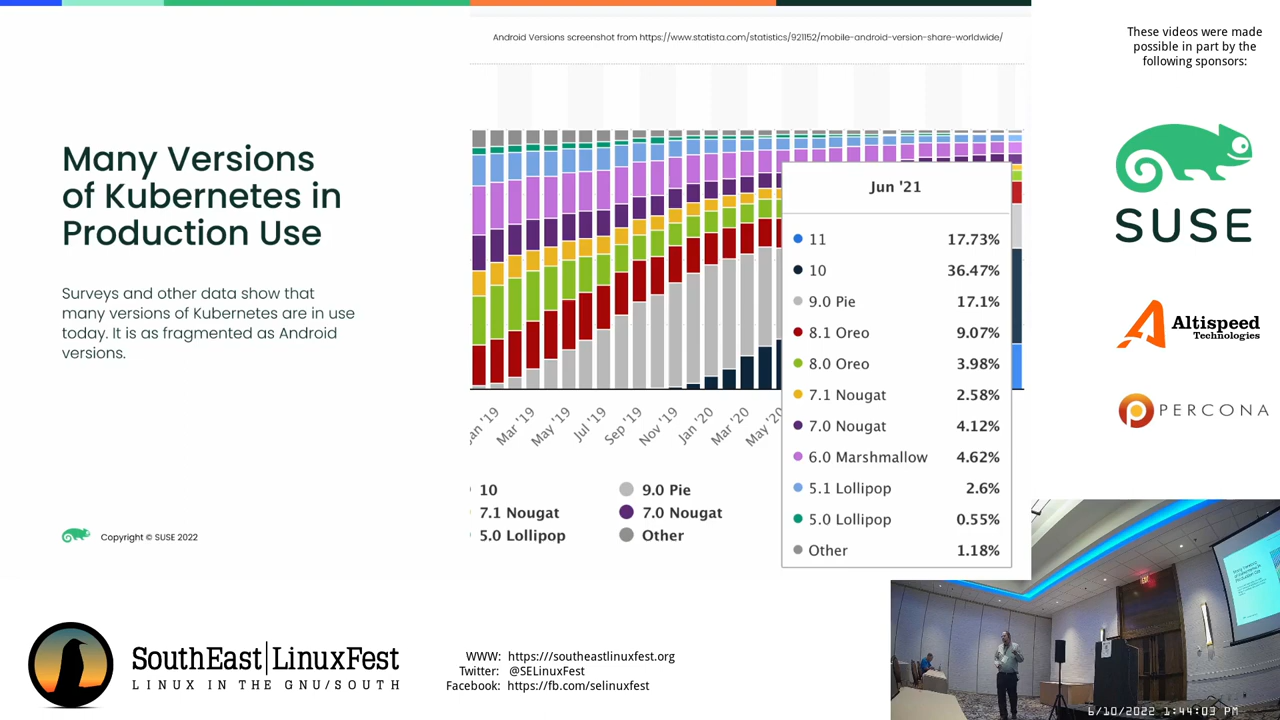 Android Versions screenshot from https://www.statista.com/statistics/921152/mobile-android-version-share-worldwide/
Many Versions
of Kubernetes in
Production Use
Surveys and other data show that
many versions of Kubernetes are in use
today. It is as fragmented as Android
versions.
Copyright © SUSE 2022
Jun '21
11 17.73%
10 36.47%
9.0 Pie 17.1%
8.1 Oreo 9.07%
8.0 Oreo 3.98%
7.1 Nougat 2.58%
7.0 Nougat 4.12%
6.0 Marshmallow 4.62%
5.1 Lollipop 2.6%
5.0 Lollipop 0.55%
Other 1.18%
Mar '19
May '19
Jul '19
Sep '19
Nov '19
Jan '20
Mar '20
10 9.0 Pie
7.1 Nougat 7.0 Nougat
5.0 Lollipop Other
These videos were made
possible in part by the
following sponsors:
SUSE
Altispeed
Technologies
PERCONA
SouthEast LinuxFest
LINUX IN THE GNU/SOUTH
WWW: https:///southeastlinuxfest.org
Twitter: @SELinuxFest
Facebook: https://fb.com/selinuxfest
6/10/2022 1:44:03 PM